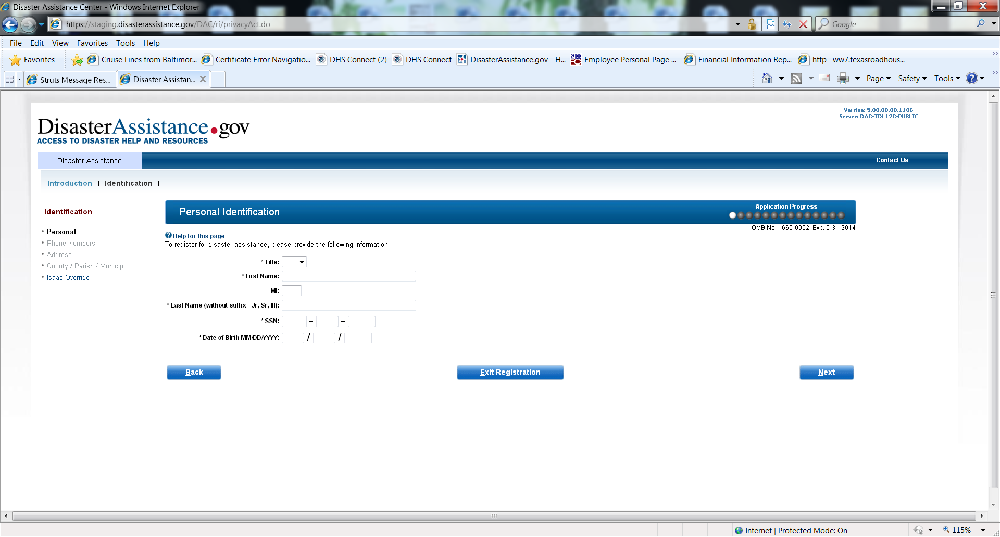 Disaster Assistance Center - Windows Internet Explorer
https://staging.disasterassistance.gov/DAC/ri/privacyAct.do
Google
File Edit View Favorites Tools Help
Favorites Cruise Lines from Baltimor... Certificate Error Navigatio... DHS Connect (2) DHS Connect DisasterAssistance.gov - H... Employee Personal Page ... Financial Information Rep... http--ww7.texasroadhous...
Struts Message Res... Disaster Assistan... Page Safety Tools
Version: 5.00.00.00.1106
Server: DAC-TDL12C-PUBLIC
DisasterAssistance.gov
ACCESS TO DISASTER HELP AND RESOURCES
Disaster Assistance Contact Us
Introduction | Identification |
Identification
Personal
Phone Numbers
Address
County / Parish / Municipio
Isaac Override
Personal Identification
Application Progress
OMB No. 1660-0002, Exp. 5-31-2014
Help for this page
To register for disaster assistance, please provide the following information.
* Title:
* First Name:
MI:
* Last Name (without suffix - Jr, Sr, III):
* SSN: – –
* Date of Birth MM/DD/YYYY: / /
Back Exit Registration Next
Internet | Protected Mode: On 115%